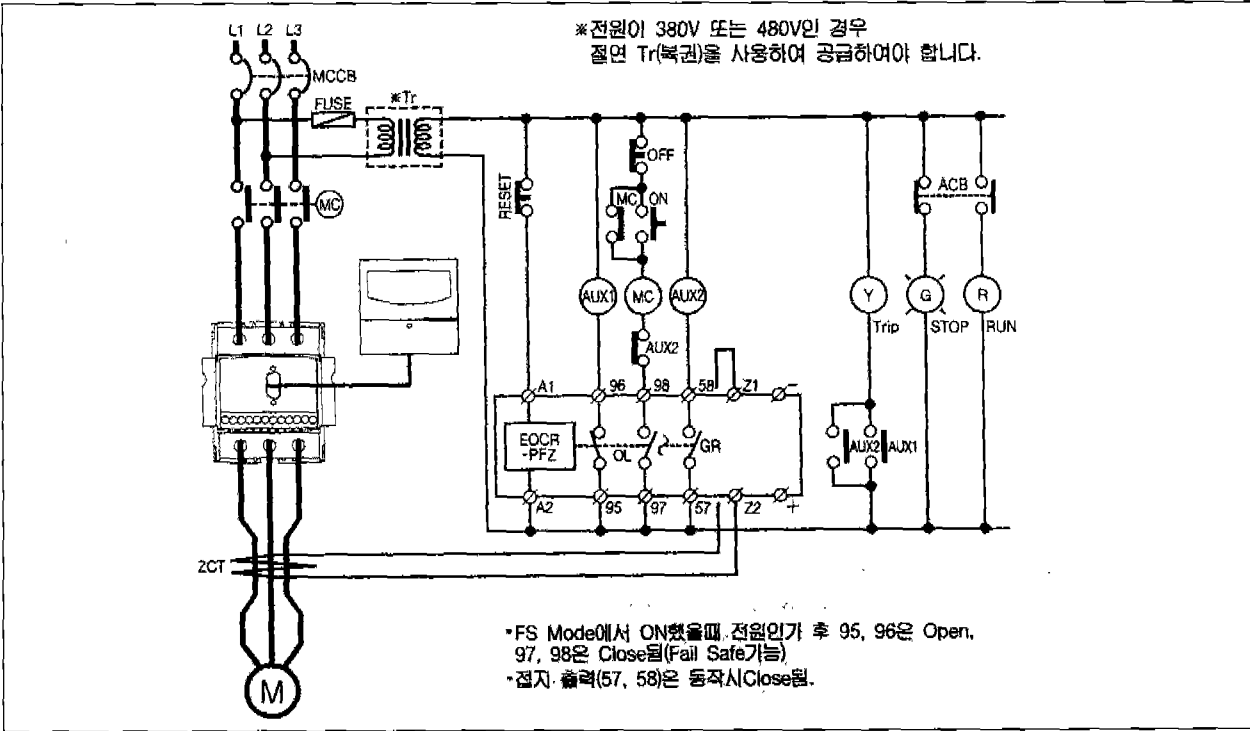 L1 L2 L3
※전원이 380V 또는 480V인 경우
절연 Tr(복권)을 사용하여 공급하여야 합니다.
MCCB
FUSE
※Tr
OFF
RESET
MC
ON
ACB
MC
AUX1
MC
AUX2
Y
G
R
Trip
STOP
RUN
AUX2
A1
96
98
58
Z1
-
EOCR
-PFZ
OL
GR
AUX2
AUX1
A2
95
97
57
Z2
+
ZCT
*FS Mode에서 ON했을때 전원인가 후 95, 96은 Open,
97, 98은 Close됨(Fail Safe가능)
*접지 출력(57, 58)은 동작시Close됨.
M